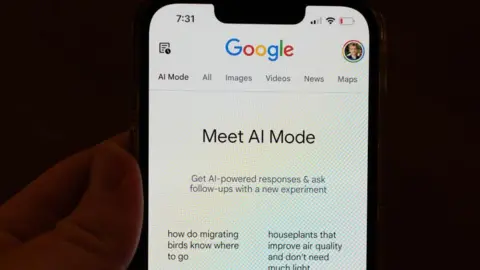 7:31
Google
AI Mode All Images Videos News Maps
Meet AI Mode
Get AI-powered responses & ask
follow-ups with a new experiment
how do migrating
birds know where
to go
houseplants that
improve air quality
and don't need
much light